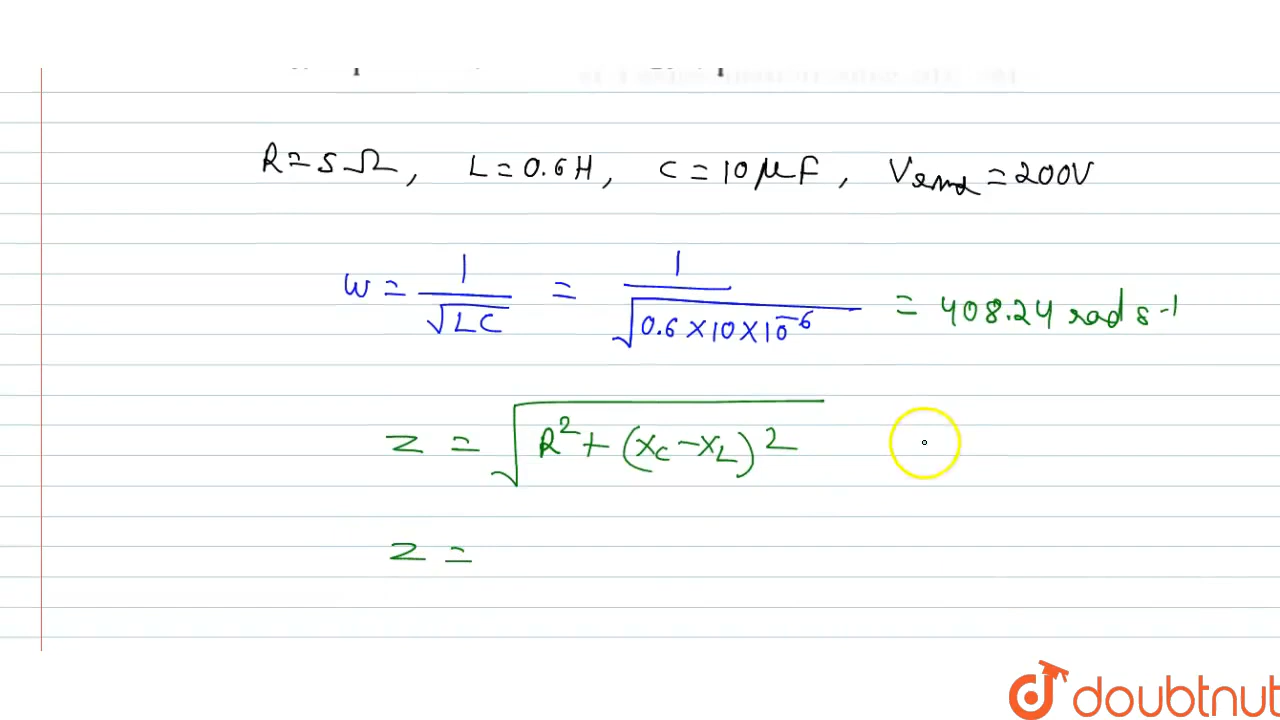 R = 5 Ω, L = 0.6 H, C = 10 μF, Vrms = 200V
w = 1/√LC = 1/√0.6 × 10 × 10⁻⁶ = 408.24 rad s⁻¹
Z = √R² + (Xc − XL)²
Z =
doubtnut